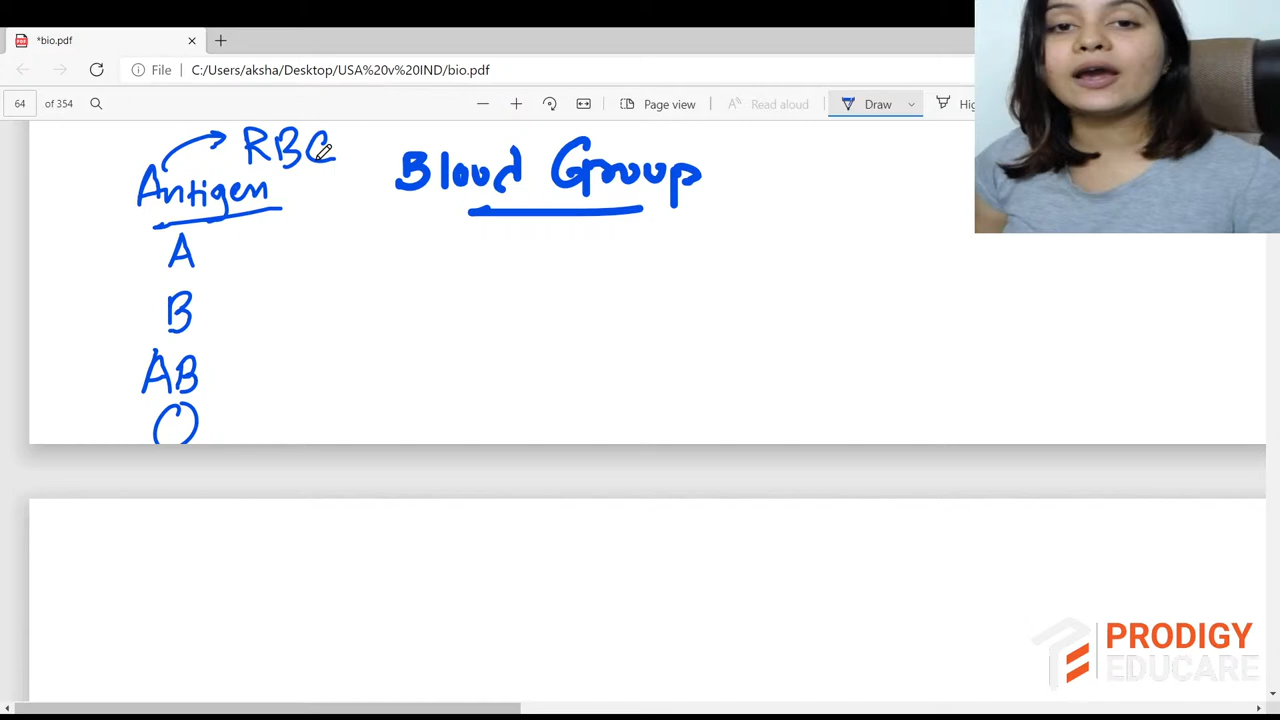 *bio.pdf
File C:/Users/aksha/Desktop/USA%20v%20IND/bio.pdf
64 of 354 Page view Read aloud Draw
RBC
Antigen
Blood Group
A
B
AB
O
PRODIGY
EDUCARE